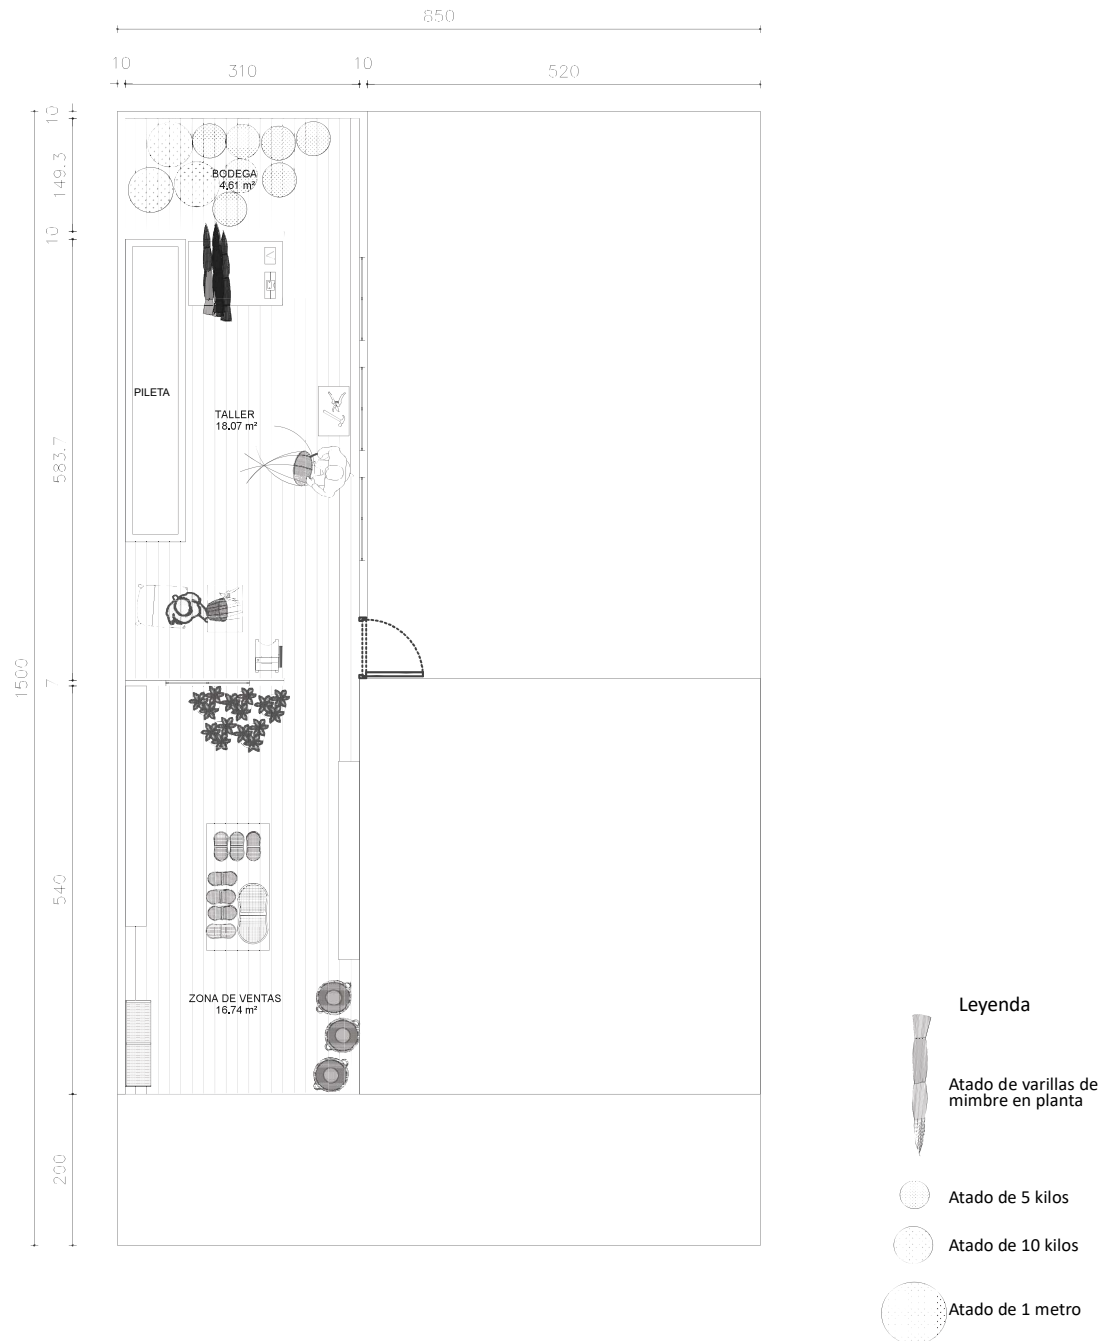 850
10
310
10
520
10
149.3
10
583.7
1500
7
540
200
BODEGA
4.61 m²
PILETA
TALLER
18.07 m²
ZONA DE VENTAS
16.74 m²
Leyenda
Atado de varillas de
mimbre en planta
Atado de 5 kilos
Atado de 10 kilos
Atado de 1 metro